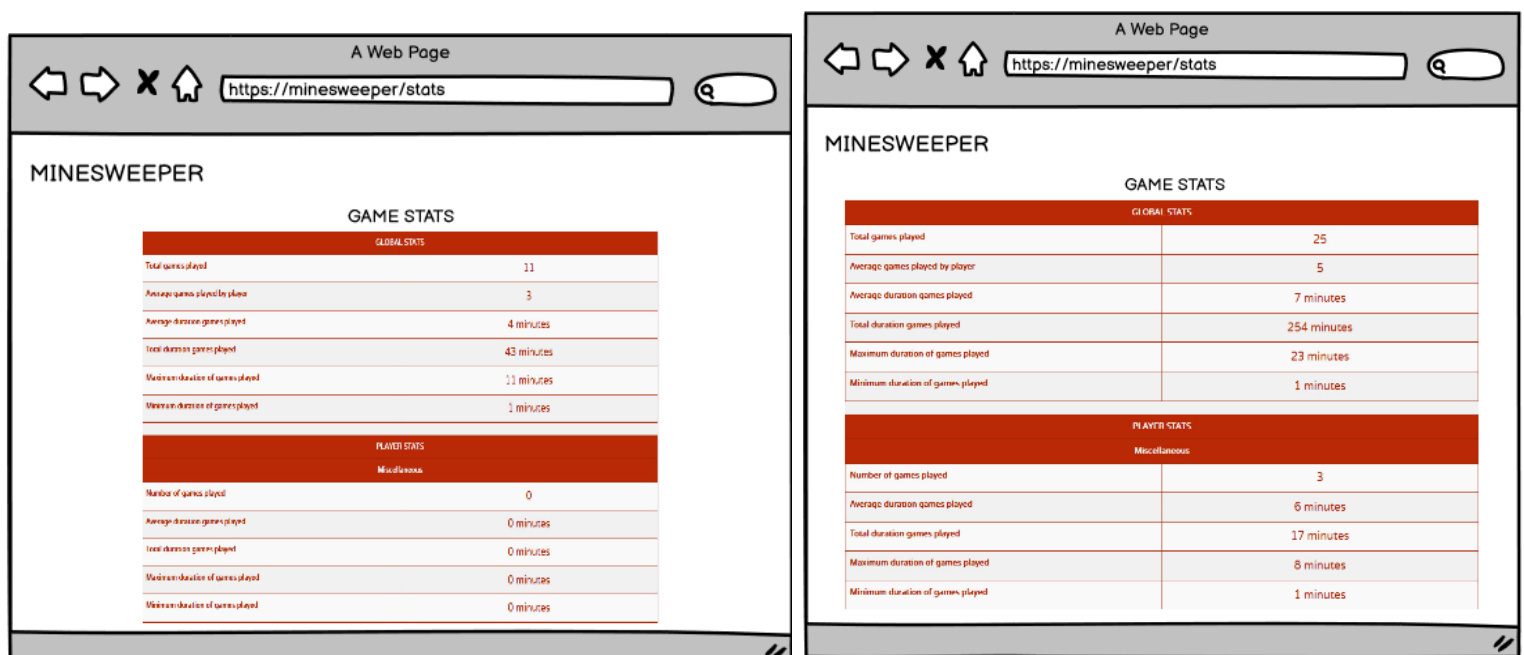 A Web Page
https://minesweeper/stats
MINESWEEPER
GAME STATS
GLOBAL STATS
Total games played 11
Average games played by player 3
Average duration games played 4 minutes
Total duration games played 43 minutes
Maximum duration of games played 11 minutes
Minimum duration of games played 1 minutes
PLAYER STATS
Miscellaneous
Number of games played 0
Average duration games played 0 minutes
Total duration games played 0 minutes
Maximum duration of games played 0 minutes
Minimum duration of games played 0 minutes
A Web Page
https://minesweeper/stats
MINESWEEPER
GAME STATS
GLOBAL STATS
Total games played 25
Average games played by player 5
Average duration games played 7 minutes
Total duration games played 254 minutes
Maximum duration of games played 23 minutes
Minimum duration of games played 1 minutes
PLAYER STATS
Miscellaneous
Number of games played 3
Average duration games played 6 minutes
Total duration games played 17 minutes
Maximum duration of games played 8 minutes
Minimum duration of games played 1 minutes